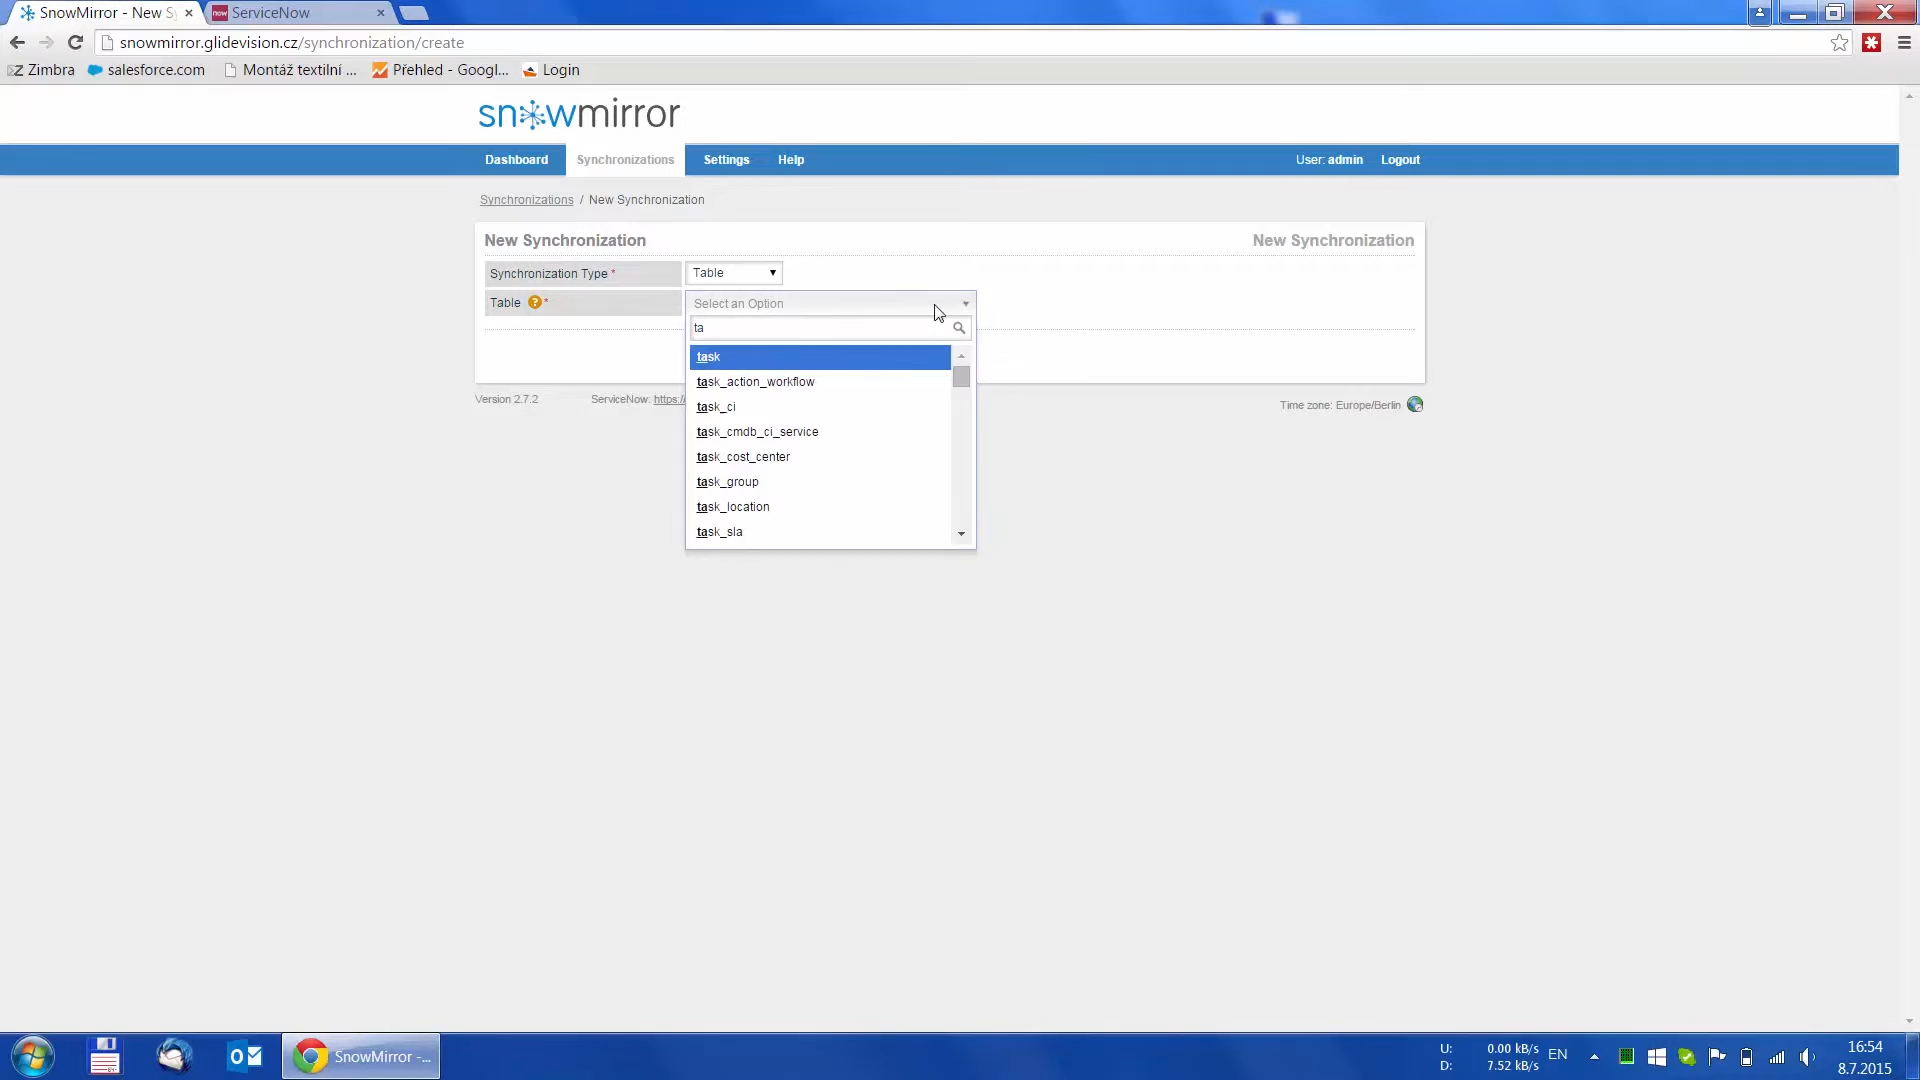 SnowMirror - New S
ServiceNow
snowmirror.glidevision.cz/synchronization/create
Zimbra
salesforce.com
Montáž textilní ...
Přehled - Googl...
Login
snowmirror
Dashboard
Synchronizations
Settings
Help
User: admin
Logout
Synchronizations / New Synchronization
New Synchronization
New Synchronization
Synchronization Type *
Table
Table ? *
Select an Option
ta
task
task_action_workflow
task_ci
task_cmdb_ci_service
task_cost_center
task_group
task_location
task_sla
Version 2.7.2
ServiceNow: https:/
Time zone: Europe/Berlin
SnowMirror -...
U: 0.00 kB/s
D: 7.52 kB/s
EN
16:54
8.7.2015